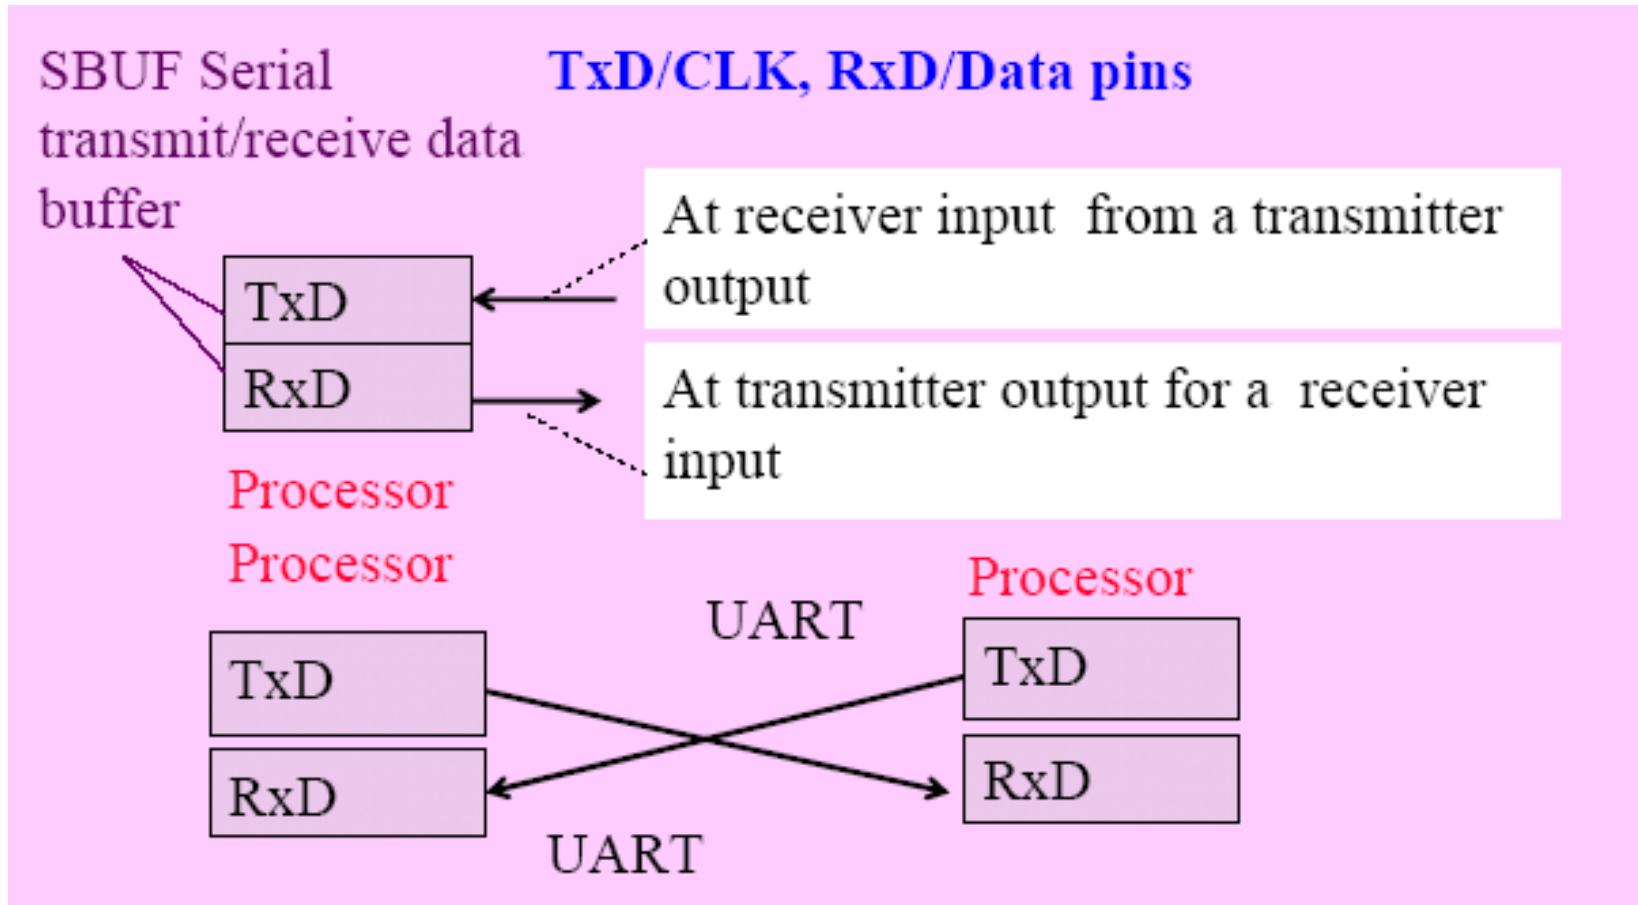 SBUF Serial
transmit/receive data
buffer
TxD/CLK, RxD/Data pins
At receiver input from a transmitter
output
TxD
RxD
At transmitter output for a receiver
input
Processor
Processor
Processor
UART
TxD
TxD
RxD
RxD
UART